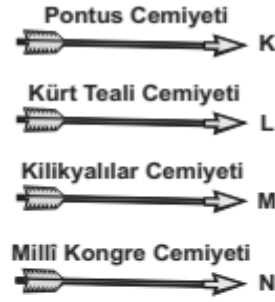 Pontus Cemiyeti
K
Kürt Teali Cemiyeti
L
Kilikyalılar Cemiyeti
M
Millî Kongre Cemiyeti
N